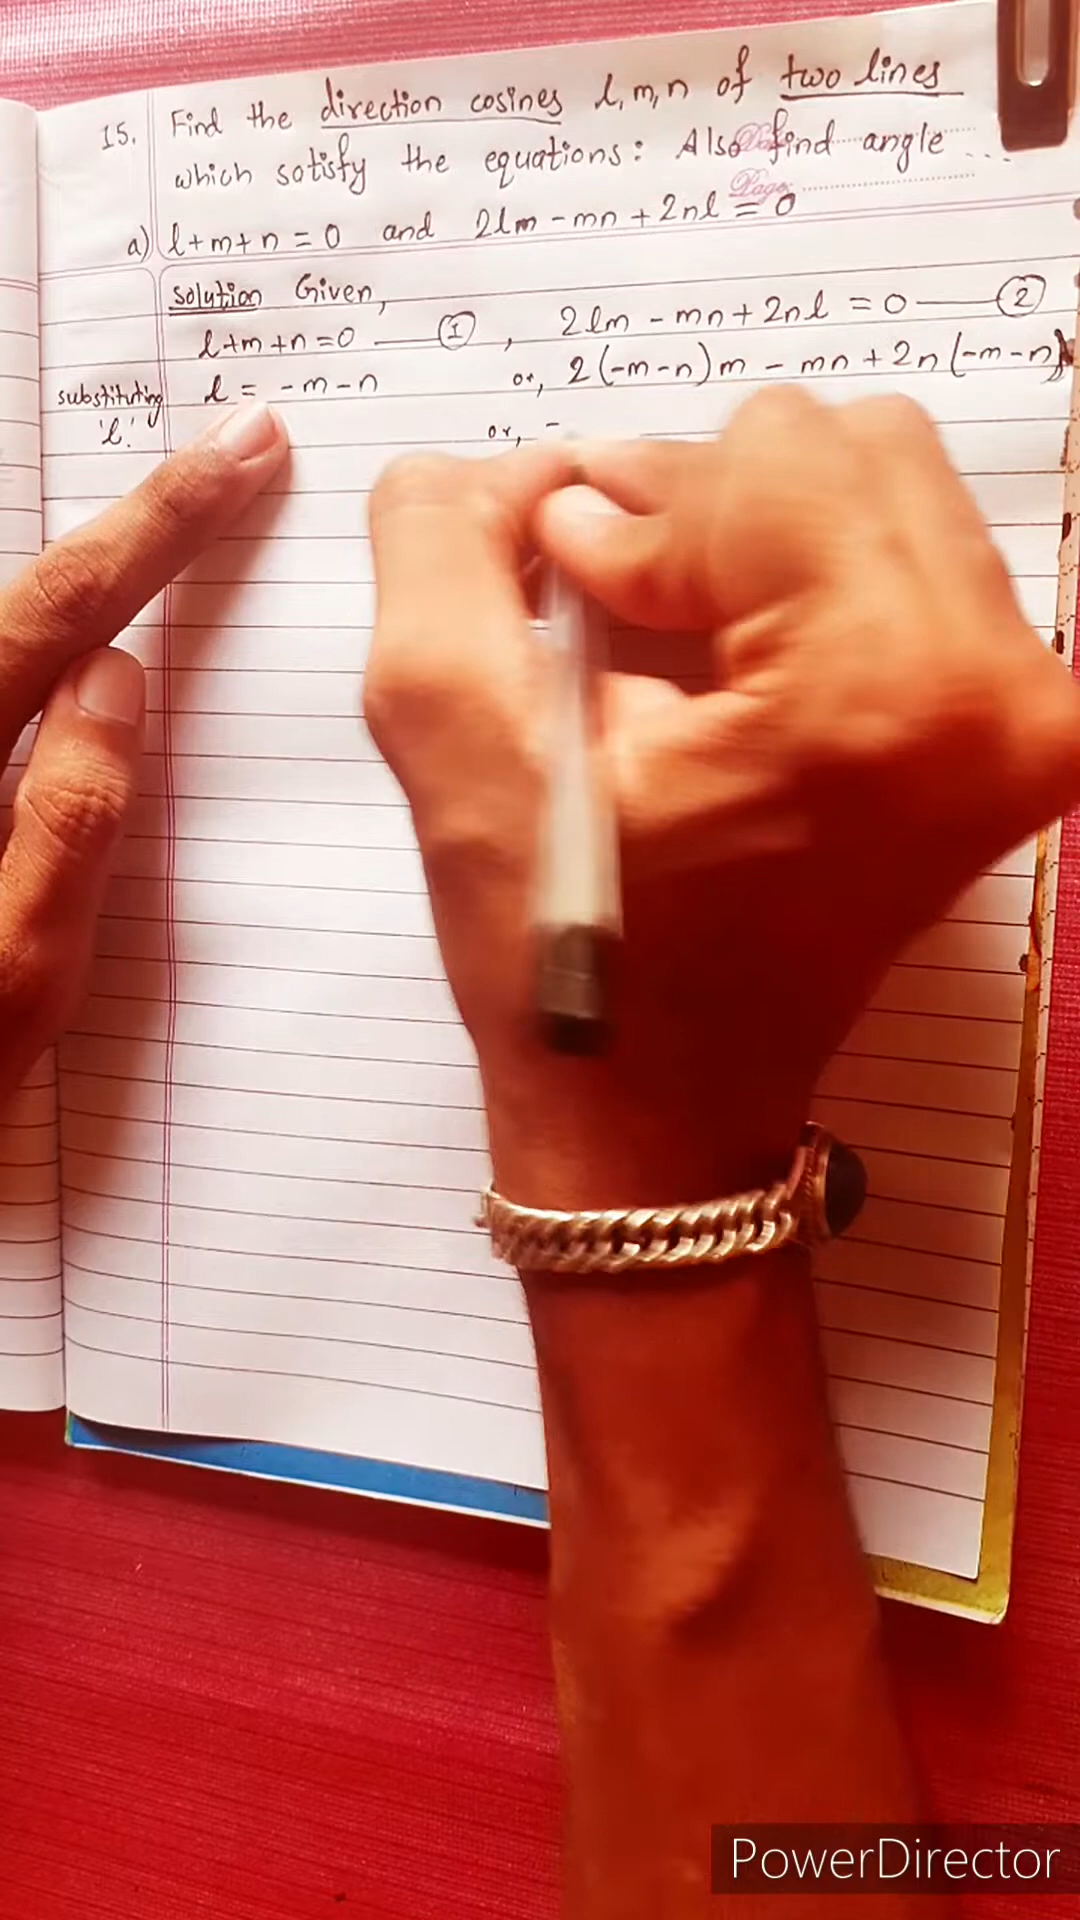 15. Find the direction cosines l, m, n of two lines
which satisfy the equations: Also find angle ...
Page:
a) l+m+n = 0 and 2lm - mn + 2nl = 0
Solution Given,
l+m+n=0 ——① , 2lm - mn + 2nl = 0 ——②
substituting l = -m-n or, 2(-m-n)m - mn + 2n(-m-n)
'l'. or, -
PowerDirector